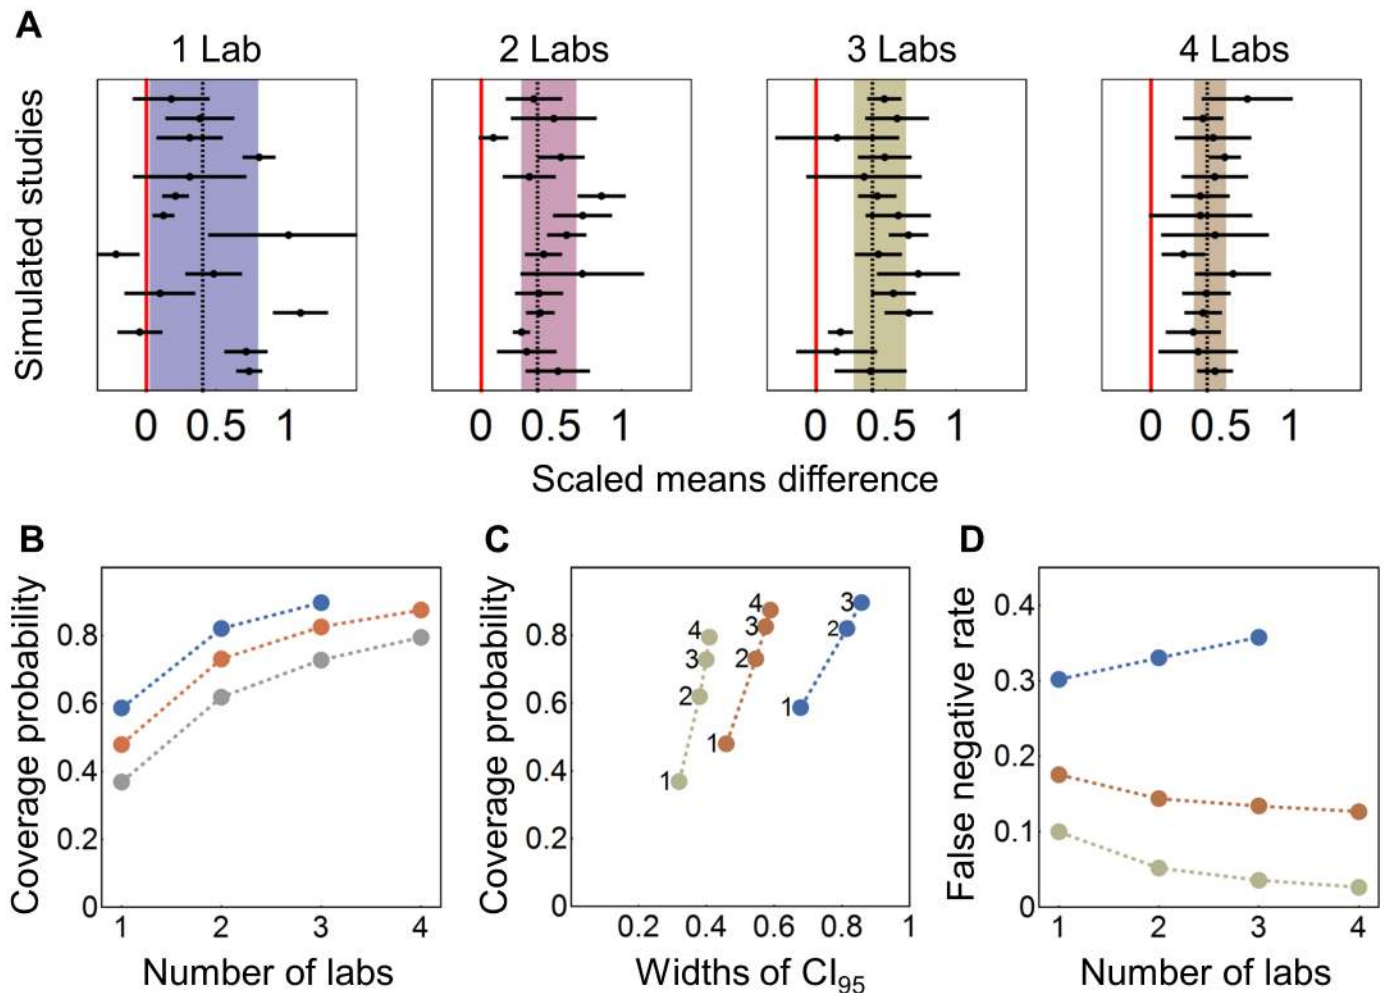 A
1 Lab
2 Labs
3 Labs
4 Labs
Simulated studies
0 0.5 1
0 0.5 1
0 0.5 1
0 0.5 1
Scaled means difference
B
Coverage probability
0.8
0.6
0.4
0.2
0
1 2 3 4
Number of labs
C
Coverage probability
0.8
0.6
0.4
0.2
0
4
3
2
1
4
3
2
1
3
2
1
0.2 0.4 0.6 0.8 1
Widths of CI95
D
False negative rate
0.4
0.3
0.2
0.1
0
1 2 3 4
Number of labs